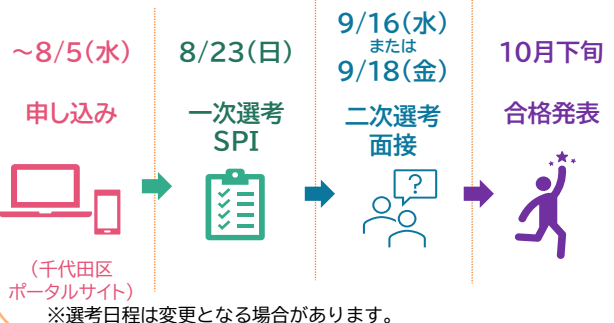 ～8/5(水)
申し込み
(千代田区
ポータルサイト)
8/23(日)
一次選考
SPI
9/16(水)
または
9/18(金)
二次選考
面接
?
10月下旬
合格発表
※選考日程は変更となる場合があります。